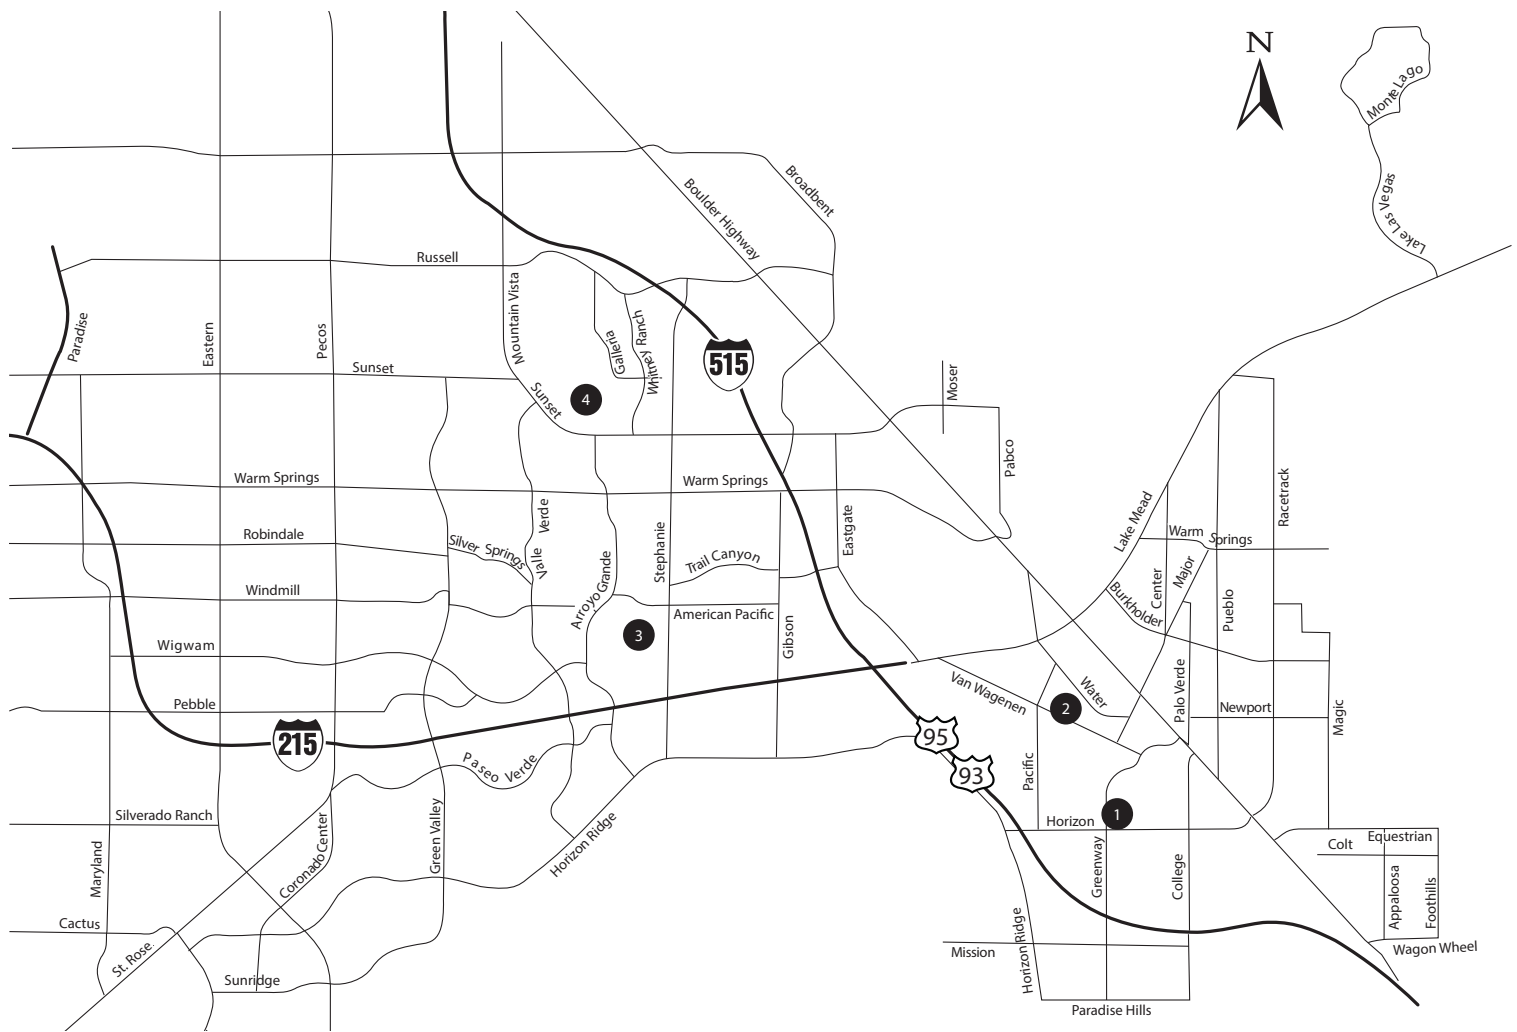 N
Monte Lago
Broadbent
Boulder Highway
Lake Las Vegas
Russell
Mountain Vista
Paradise
Eastern
Pecos
Galleria
Whitney Ranch
515
Sunset
Sunset
4
Moser
Pabco
Warm Springs
Warm Springs
Racetrack
Lake Mead
Verde
Valle
Robindale
Silver Springs
Stephanie
Eastgate
Trail Canyon
Warm Springs
Major
Center
Burkholder
Pueblo
Windmill
Arroyo Grande
American Pacific
3
Gibson
Wigwam
Van Wagenen
Water
Palo Verde
Pebble
2
Newport
Magic
215
95
93
Paseo Verde
Pacific
Silverado Ranch
Horizon
1
Equestrian
Colt
Maryland
Coronado Center
Green Valley
Horizon Ridge
Greenway
College
Appaloosa
Foothills
Cactus
St. Rose.
Sunridge
Mission
Horizon Ridge
Wagon Wheel
Paradise Hills